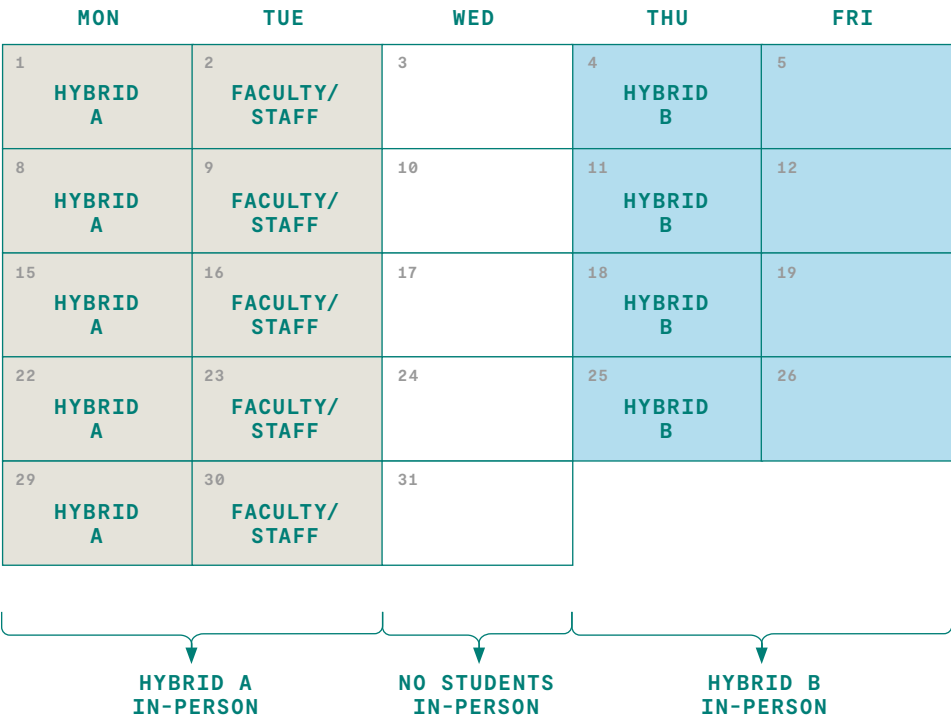 MON TUE WED THU FRI
1 2 3 4 5
HYBRID FACULTY/ HYBRID
A STAFF B
8 9 10 11 12
HYBRID FACULTY/ HYBRID
A STAFF B
15 16 17 18 19
HYBRID FACULTY/ HYBRID
A STAFF B
22 23 24 25 26
HYBRID FACULTY/ HYBRID
A STAFF B
29 30 31
HYBRID FACULTY/
A STAFF
HYBRID A NO STUDENTS HYBRID B
IN-PERSON IN-PERSON IN-PERSON